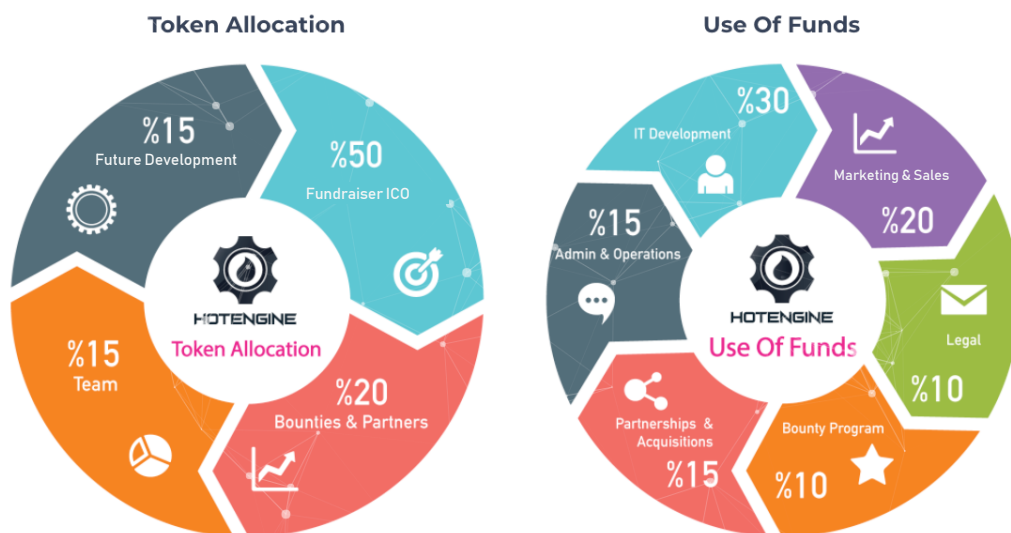 Token Allocation
%15
Future Development
%50
Fundraiser ICO
HOTENGINE
Token Allocation
%15
Team
%20
Bounties & Partners
Use Of Funds
%30
IT Development
Marketing & Sales
%20
%15
Admin & Operations
HOTENGINE
Use Of Funds
Legal
%10
Partnerships &
Acquisitions
%15
Bounty Program
%10